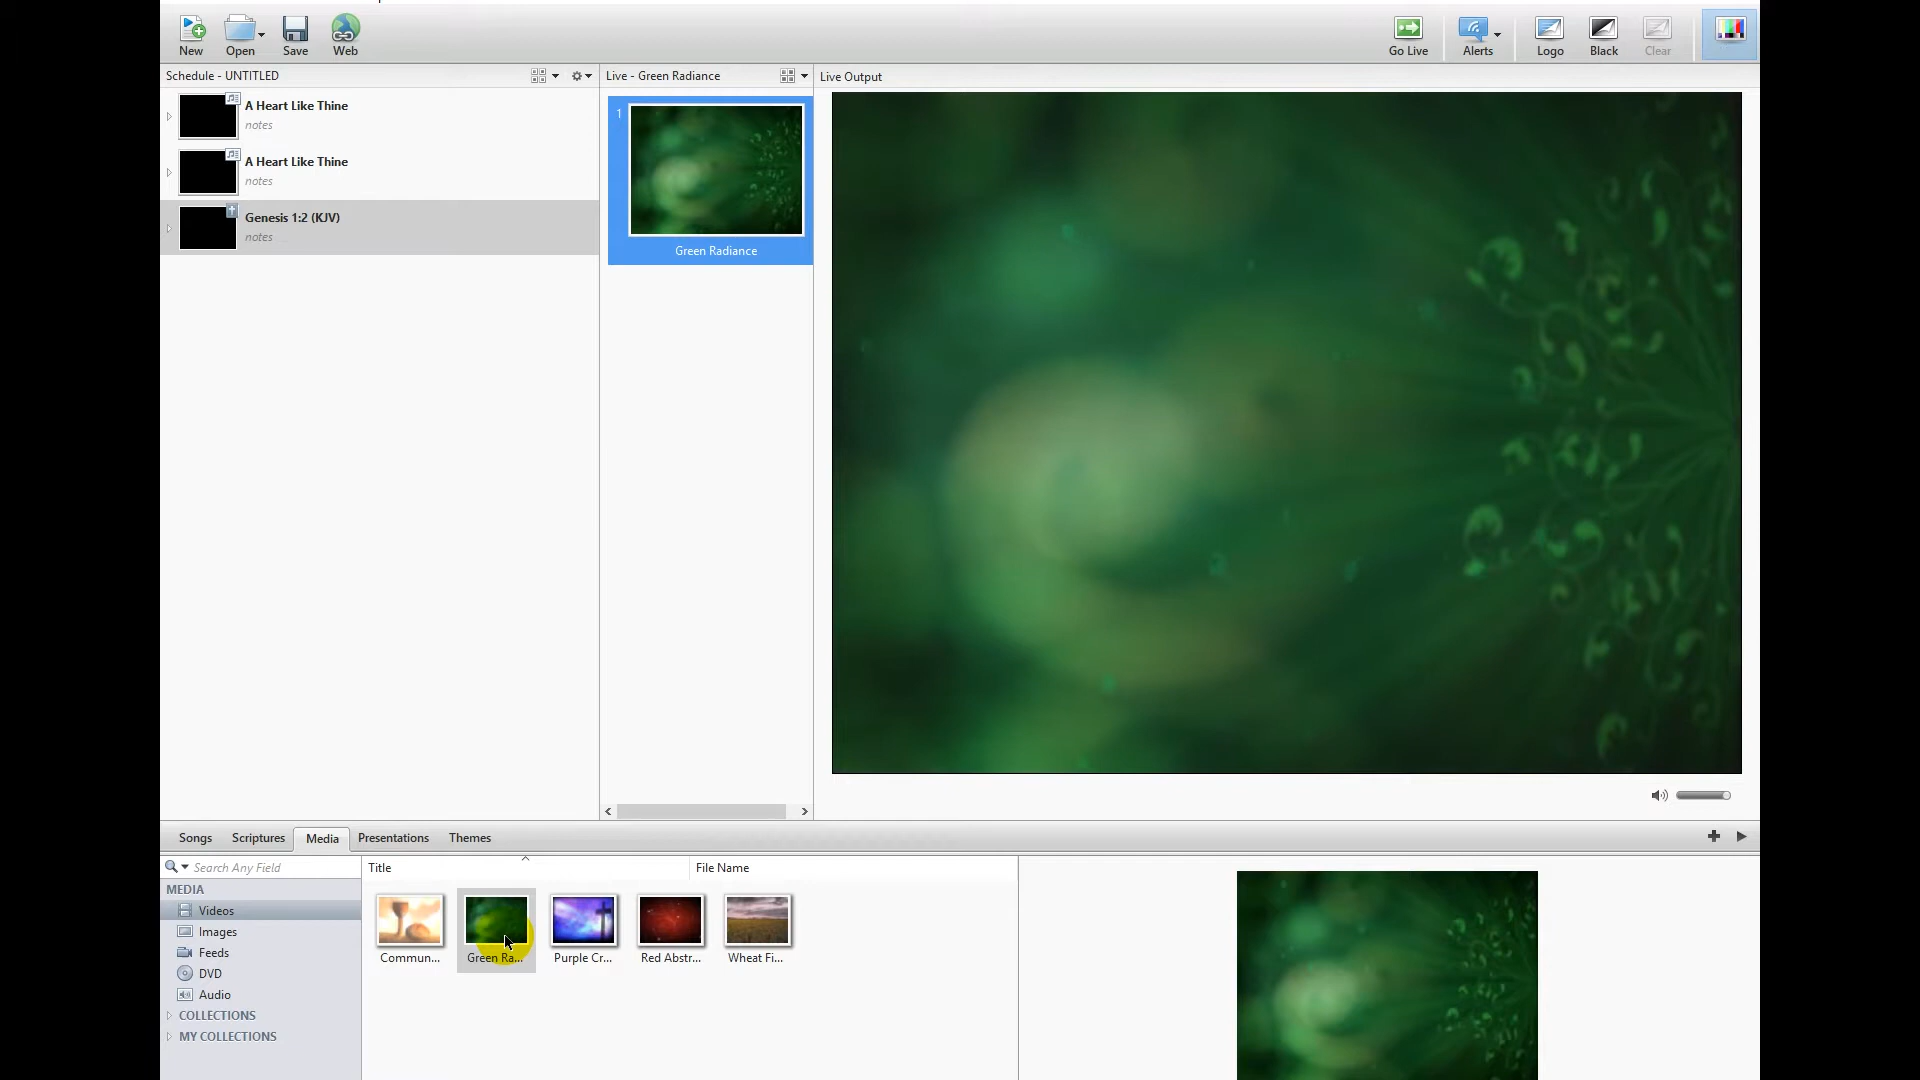 New
Open
Save
Web
Go Live
Alerts
Logo
Black
Clear
Schedule - UNTITLED
Live - Green Radiance
Live Output
A Heart Like Thine
notes
A Heart Like Thine
notes
Genesis 1:2 (KJV)
notes
1
Green Radiance
Songs
Scriptures
Media
Presentations
Themes
Search Any Field
Title
File Name
MEDIA
Videos
Images
Feeds
DVD
Audio
COLLECTIONS
MY COLLECTIONS
Commun...
Green Ra...
Purple Cr...
Red Abstr...
Wheat Fi...